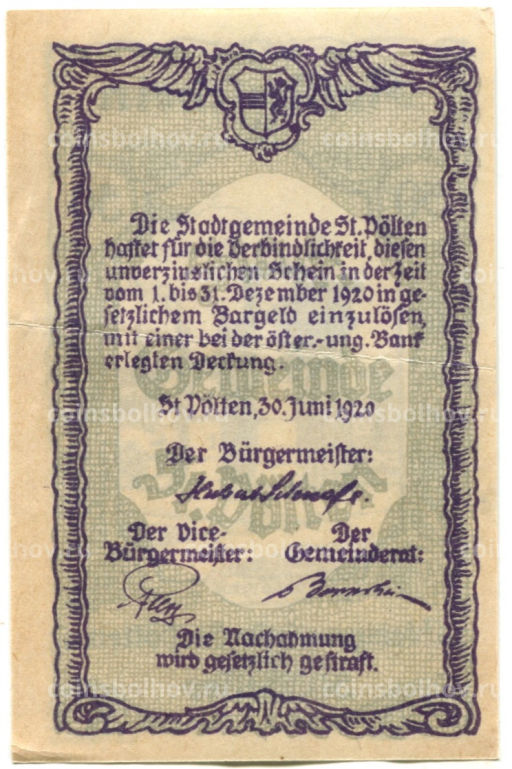 Die Stadtgemeinde St. Pölten
haftet für die Verbindlichkeit, diesen
unverzinslichen Schein in der Zeit
vom 1. bis 31. Dezember 1920 in ge-
setzlichem Bargeld einzulösen,
mit einer bei der öster.-ung. Bank
erlegten Deckung.
St. Pölten, 30. Juni 1920
Der Bürgermeister:
Der Vice-
Bürgermeister:
Der
Gemeinderat:
Die Nachahmung
wird gesetzlich gestraft.
coinsbolhov.ru